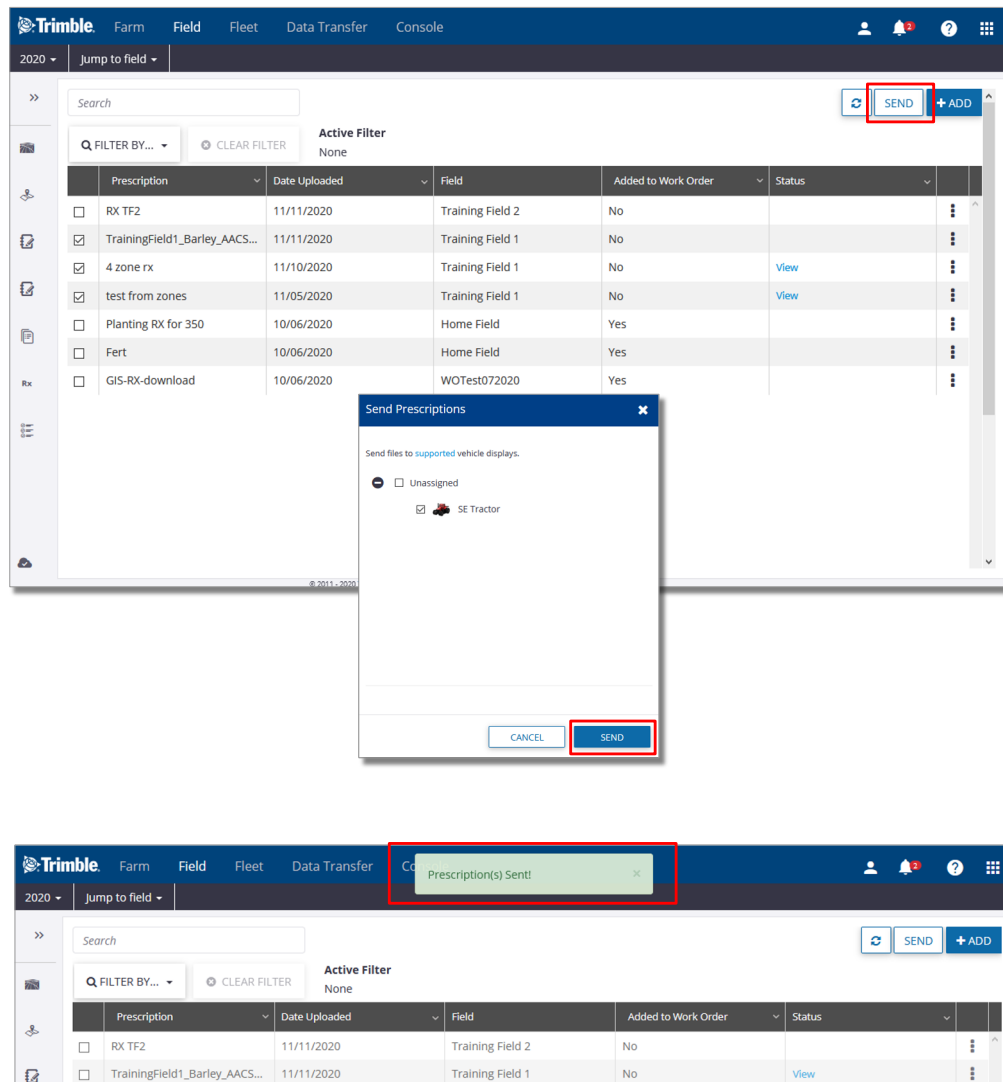 Trimble. Farm Field Fleet Data Transfer Console 2
2020 Jump to field
Search SEND + ADD
FILTER BY... CLEAR FILTER Active Filter
None
Prescription Date Uploaded Field Added to Work Order Status
RX TF2 11/11/2020 Training Field 2 No
TrainingField1_Barley_AACS... 11/11/2020 Training Field 1 No
4 zone rx 11/10/2020 Training Field 1 No View
test from zones 11/05/2020 Training Field 1 No View
Planting RX for 350 10/06/2020 Home Field Yes
Fert 10/06/2020 Home Field Yes
Rx GIS-RX-download 10/06/2020 WOTest072020 Yes
Send Prescriptions
Send files to supported vehicle displays.
Unassigned
SE Tractor
© 2011 - 2020
CANCEL SEND
Trimble. Farm Field Fleet Data Transfer Co
Prescription(s) Sent! 2
2020 Jump to field
Search SEND + ADD
FILTER BY... CLEAR FILTER Active Filter
None
Prescription Date Uploaded Field Added to Work Order Status
RX TF2 11/11/2020 Training Field 2 No
TrainingField1_Barley_AACS... 11/11/2020 Training Field 1 No View